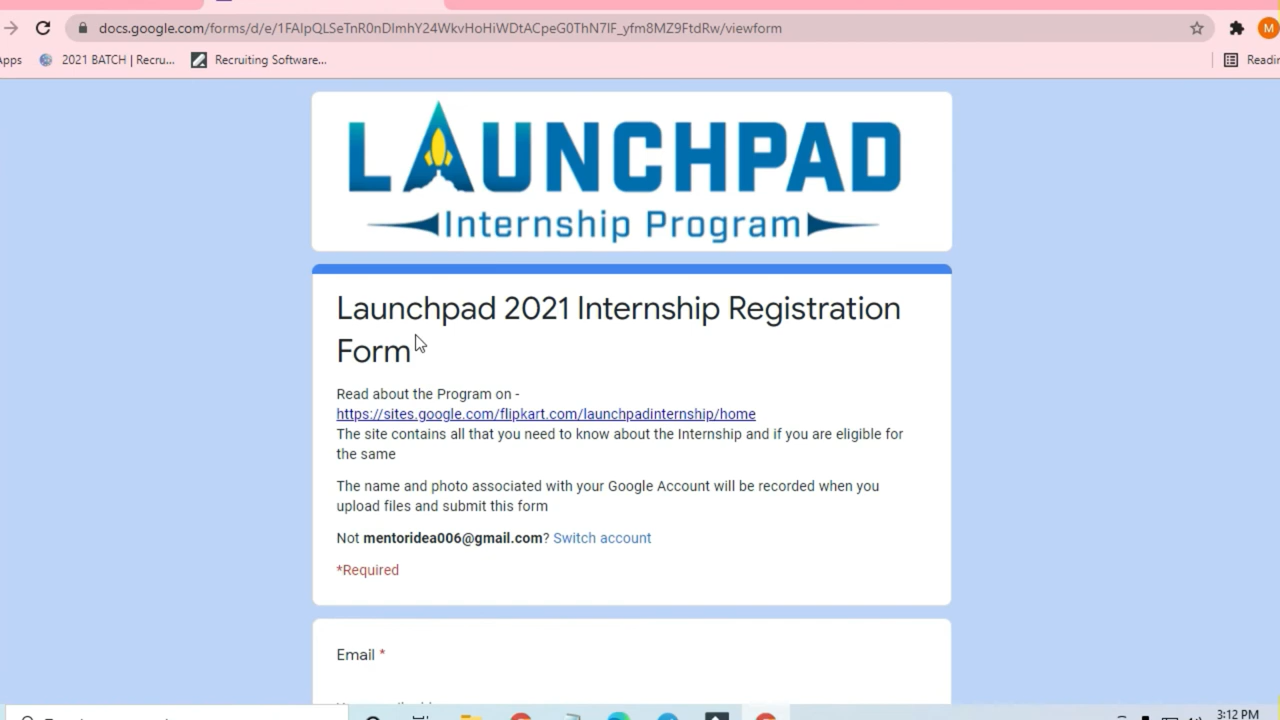 docs.google.com/forms/d/e/1FAIpQLSeTnR0nDImhY24WkvHoHiWDtACpeG0ThN7IF_yfm8MZ9FtdRw/viewform
M
pps
2021 BATCH | Recru...
Recruiting Software...
Readin
LAUNCHPAD
Internship Program
Launchpad 2021 Internship Registration
Form
Read about the Program on -
https://sites.google.com/flipkart.com/launchpadinternship/home
The site contains all that you need to know about the Internship and if you are eligible for
the same
The name and photo associated with your Google Account will be recorded when you
upload files and submit this form
Not mentoridea006@gmail.com? Switch account
*Required
Email *
3:12 PM